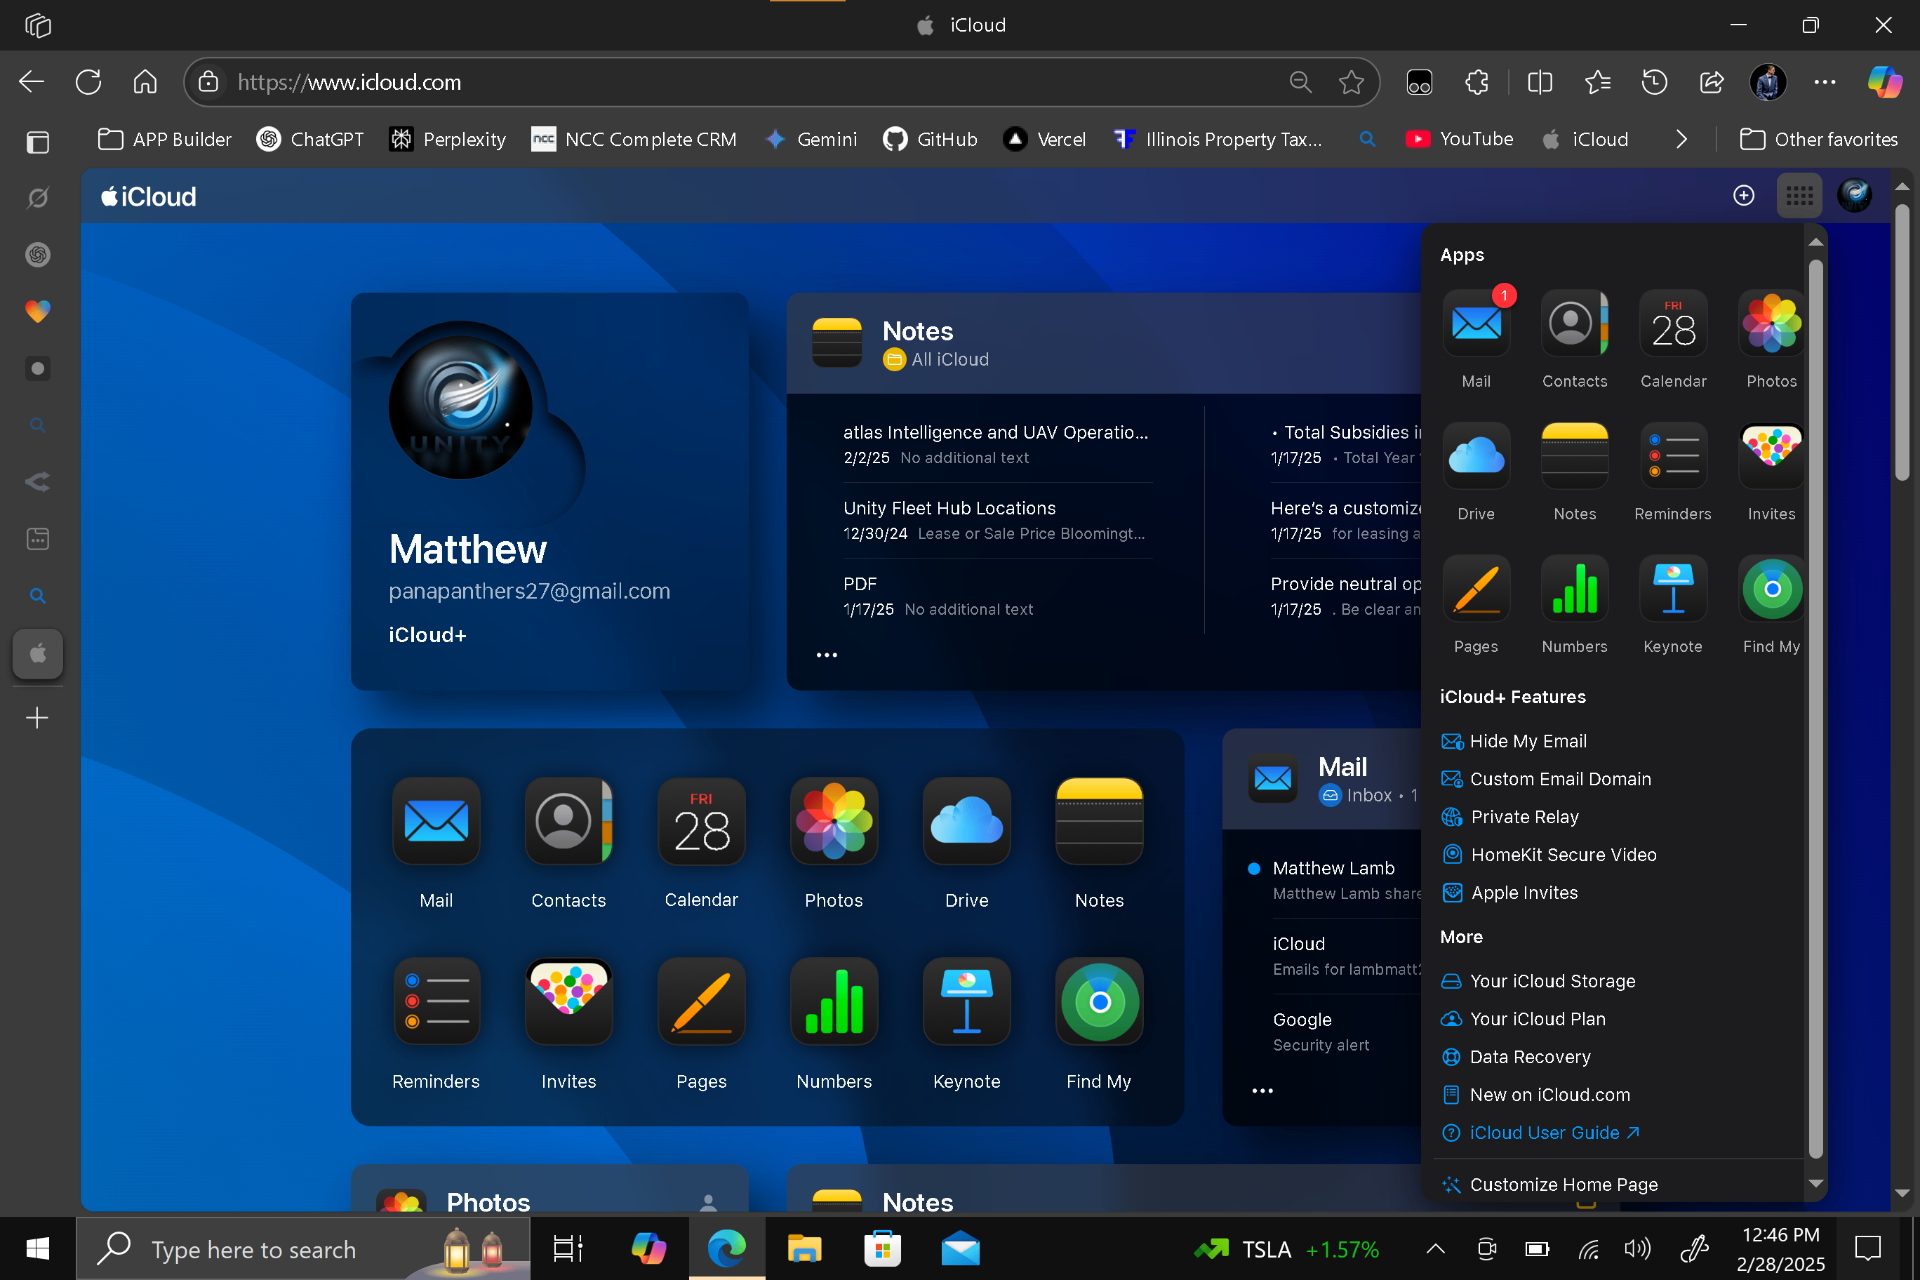 iCloud
https://www.icloud.com
APP Builder
ChatGPT
Perplexity
ncc
NCC Complete CRM
Gemini
GitHub
Vercel
Illinois Property Tax...
YouTube
iCloud
Other favorites
iCloud
UNITY
Matthew
panapanthers27@gmail.com
iCloud+
Notes
All iCloud
atlas Intelligence and UAV Operatio...
2/2/25 No additional text
Unity Fleet Hub Locations
12/30/24 Lease or Sale Price Bloomingt...
PDF
1/17/25 No additional text
...
• Total Subsidies i
1/17/25 • Total Year
Here's a customize
1/17/25 for leasing a
Provide neutral op
1/17/25 . Be clear an
Mail
Contacts
FRI
28
Calendar
Photos
Drive
Notes
Reminders
Invites
Pages
Numbers
Keynote
Find My
Mail
Inbox • 1
Matthew Lamb
Matthew Lamb share
iCloud
Emails for lambmatt2
Google
Security alert
...
Photos
Notes
Apps
1
Mail
Contacts
FRI
28
Calendar
Photos
Drive
Notes
Reminders
Invites
Pages
Numbers
Keynote
Find My
iCloud+ Features
Hide My Email
Custom Email Domain
Private Relay
HomeKit Secure Video
Apple Invites
More
Your iCloud Storage
Your iCloud Plan
Data Recovery
New on iCloud.com
iCloud User Guide ↗
Customize Home Page
Type here to search
TSLA +1.57%
12:46 PM
2/28/2025